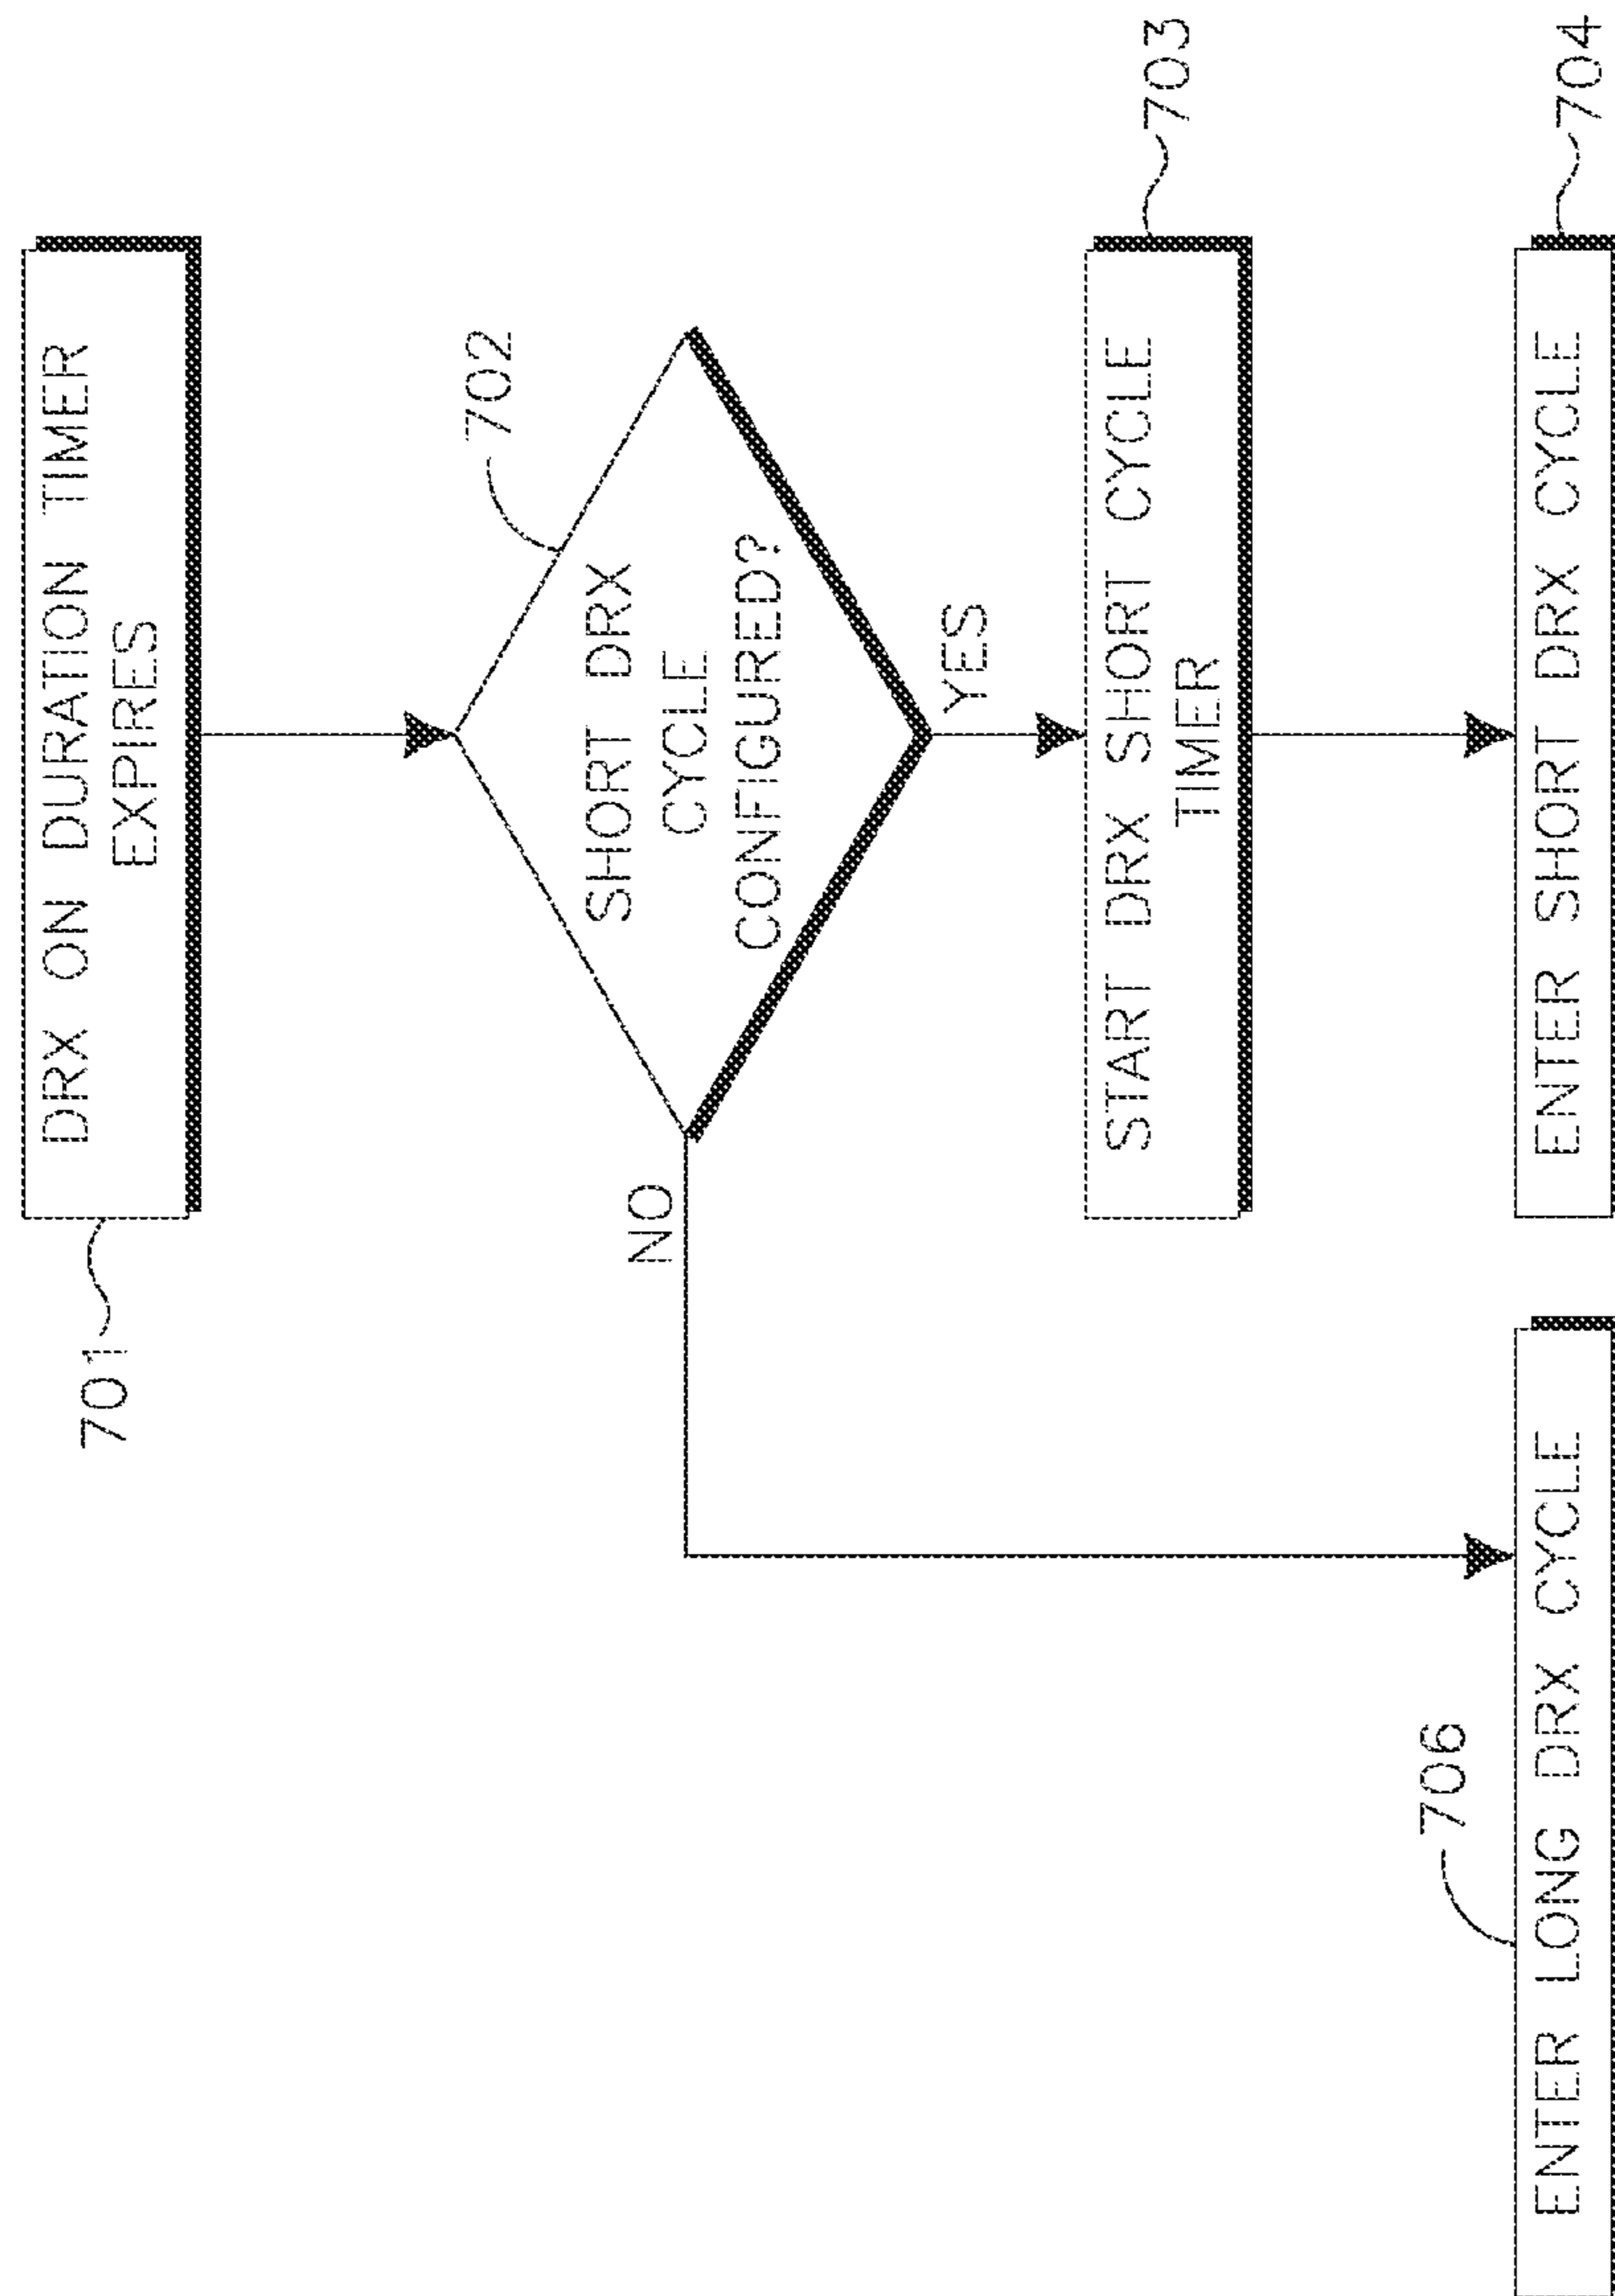 701
DRX ON DURATION TIMER
EXPIRES
702
SHORT DRX
CYCLE
CONFIGURED?
NO
YES
START DRX SHORT CYCLE
TIMER
703
706
ENTER LONG DRX CYCLE
ENTER SHORT DRX CYCLE
704